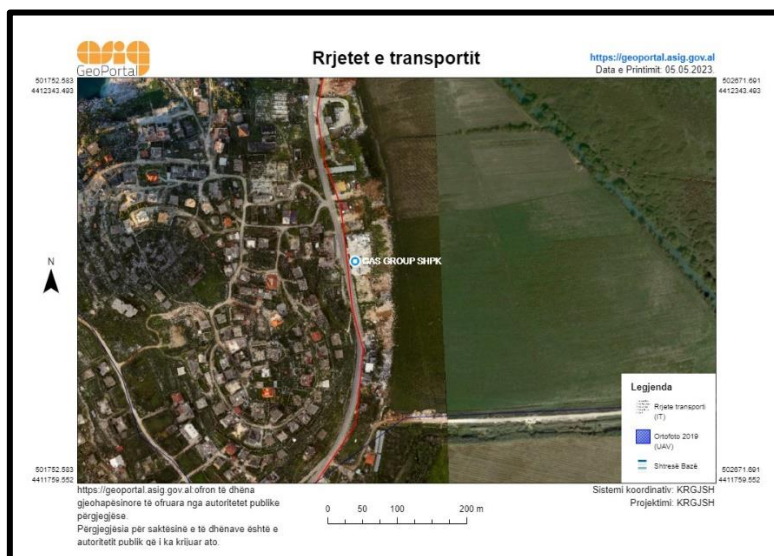 asig
GeoPortal
Rrjetet e transportit
https://geoportal.asig.gov.al
Data e Printimit: 05.05.2023.
501752.583
4412343.493
502671.691
4412343.493
N
GAS GROUP SHPK
Legjenda
Rrjete transporti
(IT)
Ortofoto 2019
(UAV)
Shtresë Bazë
501752.583
4411759.552
502671.691
4411759.552
https://geoportal.asig.gov.al.ofron të dhëna
gjeohapësinore të ofruara nga autoritetet publike
përgjegjëse.
Përgjegjësia për saktësinë e të dhënave është e
autoritetit publik që i ka krijuar ato.
0 50 100 200 m
Sistemi koordinativ: KRGJSH
Projektimi: KRGJSH